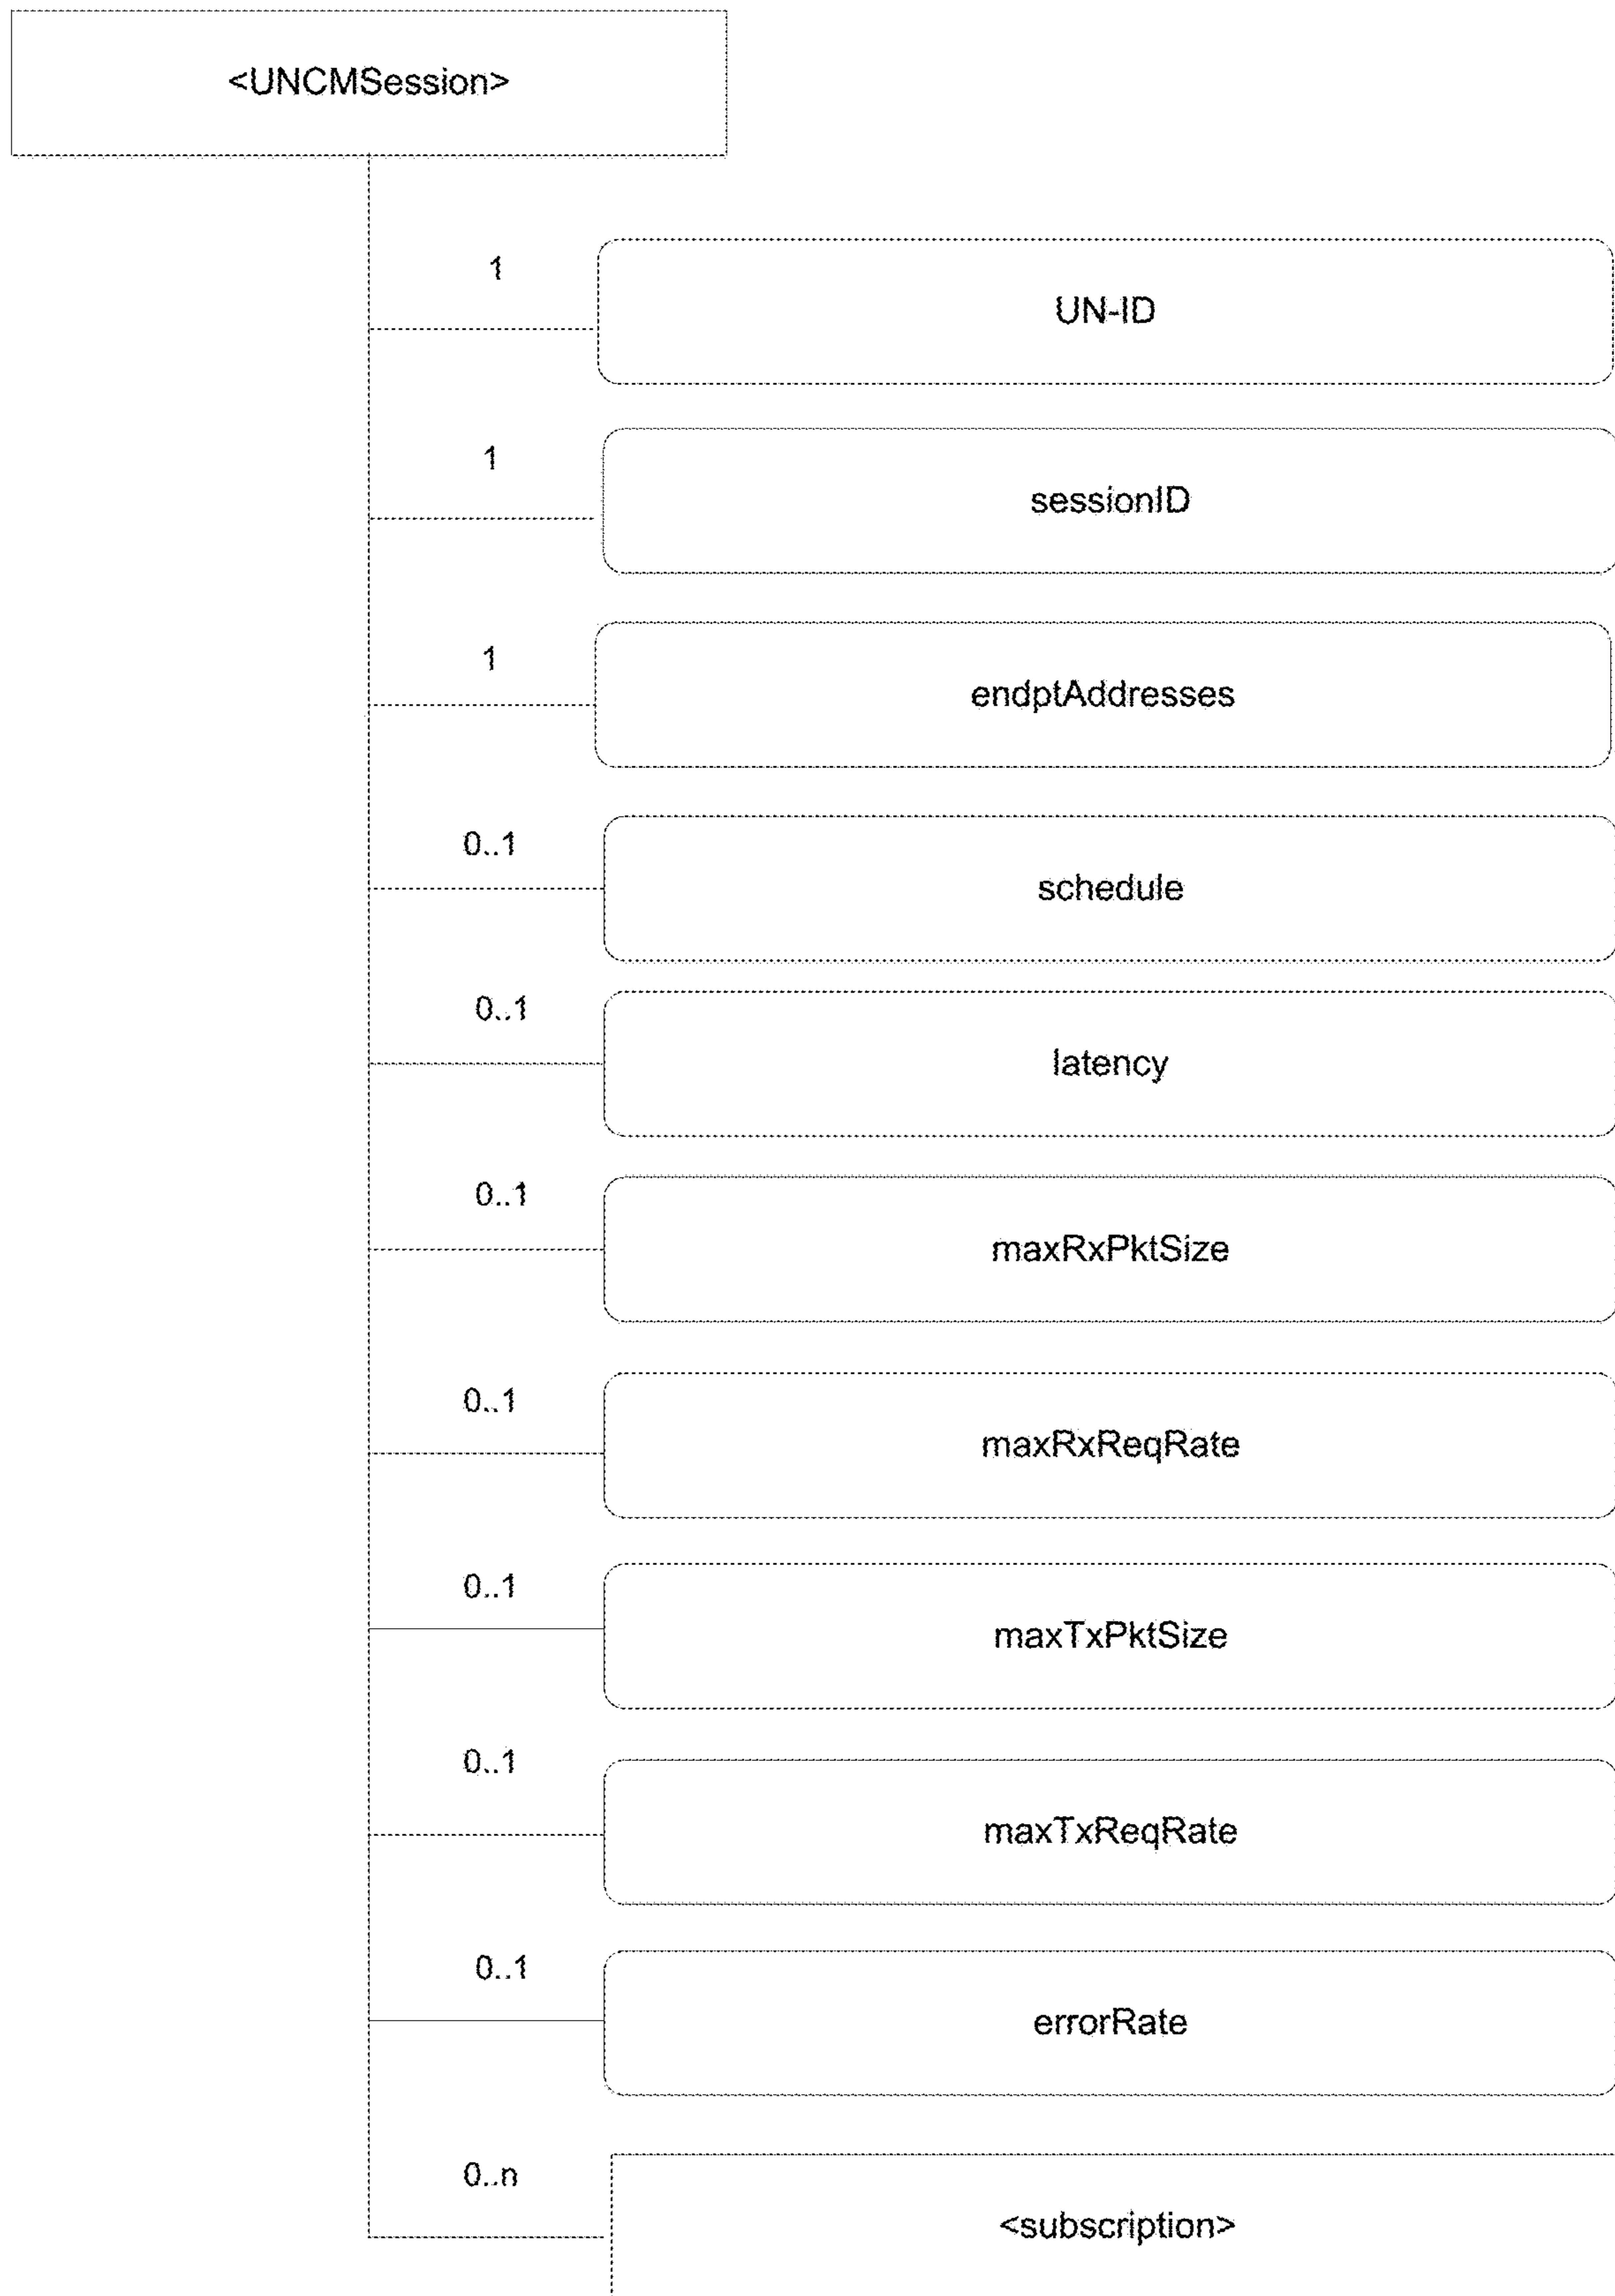 <UNCMSession>
1
UN-ID
1
sessionID
1
endptAddresses
0..1
schedule
0..1
latency
0..1
maxRxPktSize
0..1
maxRxReqRate
0..1
maxTxPktSize
0..1
maxTxReqRate
0..1
errorRate
0..n
<subscription>